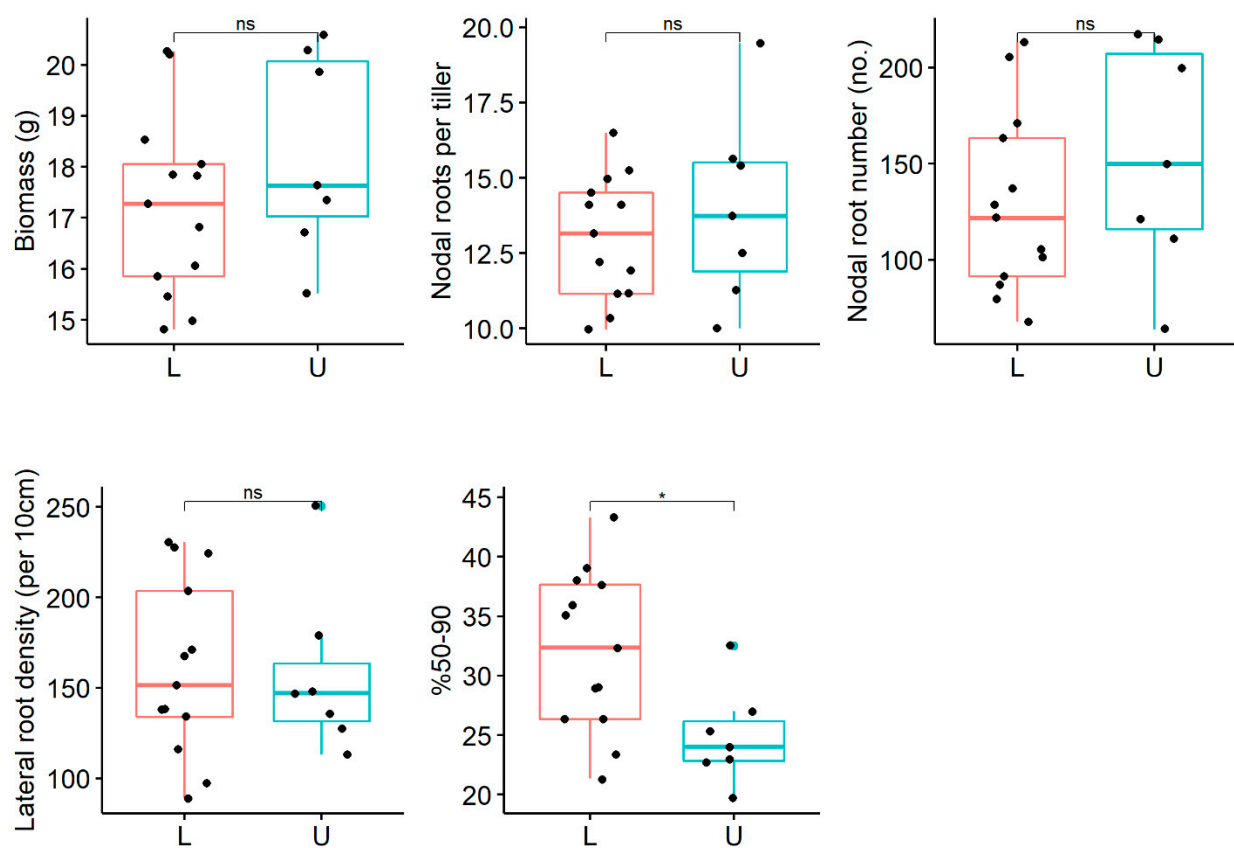 Biomass (g)
ns
20
19
18
17
16
15
L U
Nodal roots per tiller
ns
20.0
17.5
15.0
12.5
10.0
L U
Nodal root number (no.)
ns
200
150
100
L U
Lateral root density (per 10cm)
ns
250
200
150
100
L U
%50-90
*
45
40
35
30
25
20
L U